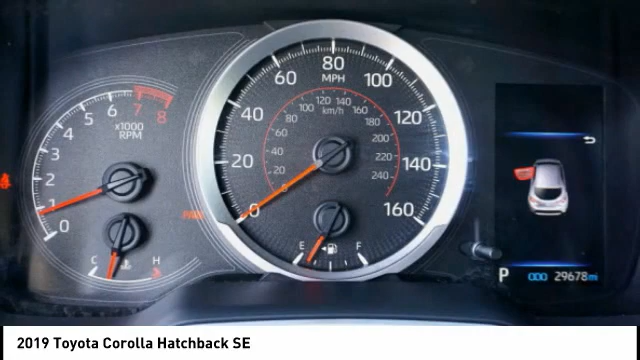 0
1
2
3
4
5
6
7
8
x1000
RPM
C
H
0
20
40
60
80
100
120
140
160
MPH
0
20
40
60
80
100
120
140
160
180
200
220
240
km/h
E
F
P
ODO
29678mi
2019 Toyota Corolla Hatchback SE